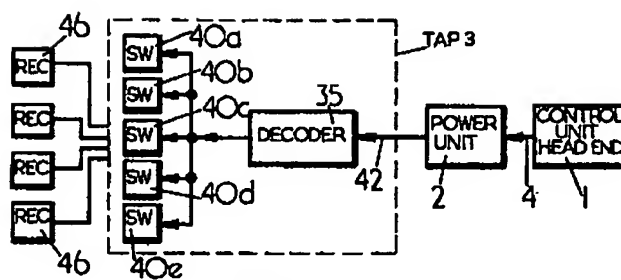 46
REC
REC
REC
REC
46
SW
SW
SW
SW
SW
40a
40b
40c
40d
40e
TAP 3
35
DECODER
42
POWER
UNIT
2
4
CONTROL
UNIT
HEAD END
1